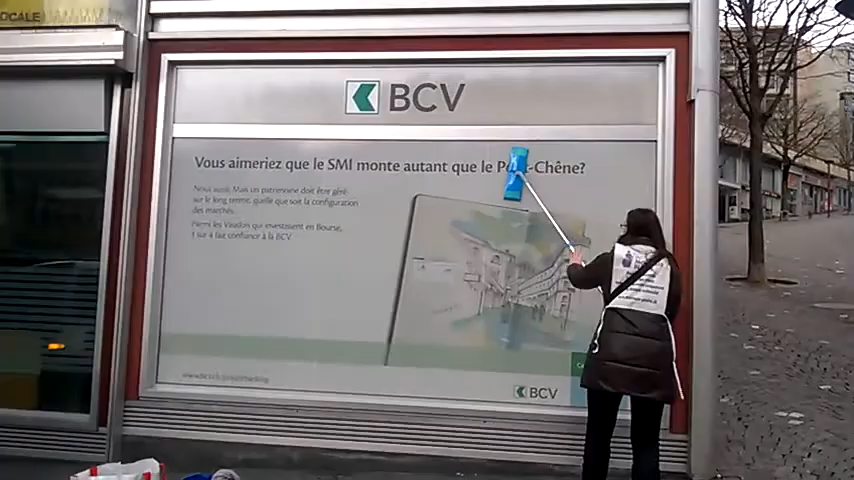 OCALE
BCV
Vous aimeriez que le SMI monte autant que le P -Chêne?
Nous aussi. Mais un patrimoine doit être géré
sur le long terme, quelle que soit la configuration
des marchés.
Parmi les Vaudois qui investissent en Bourse,
1 sur 4 fait confiance à la BCV
BCV